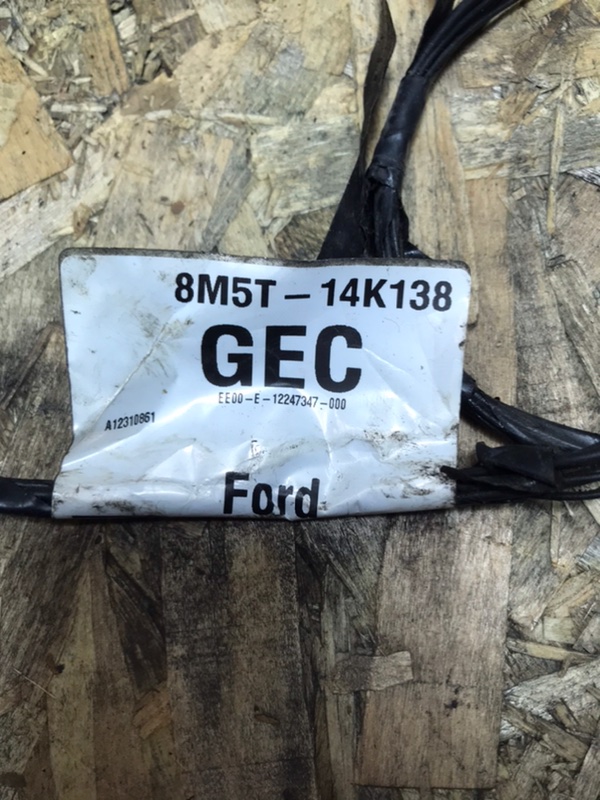 8M5T – 14K138
GEC
EE00-E-12247347-000
A12310861
Ford